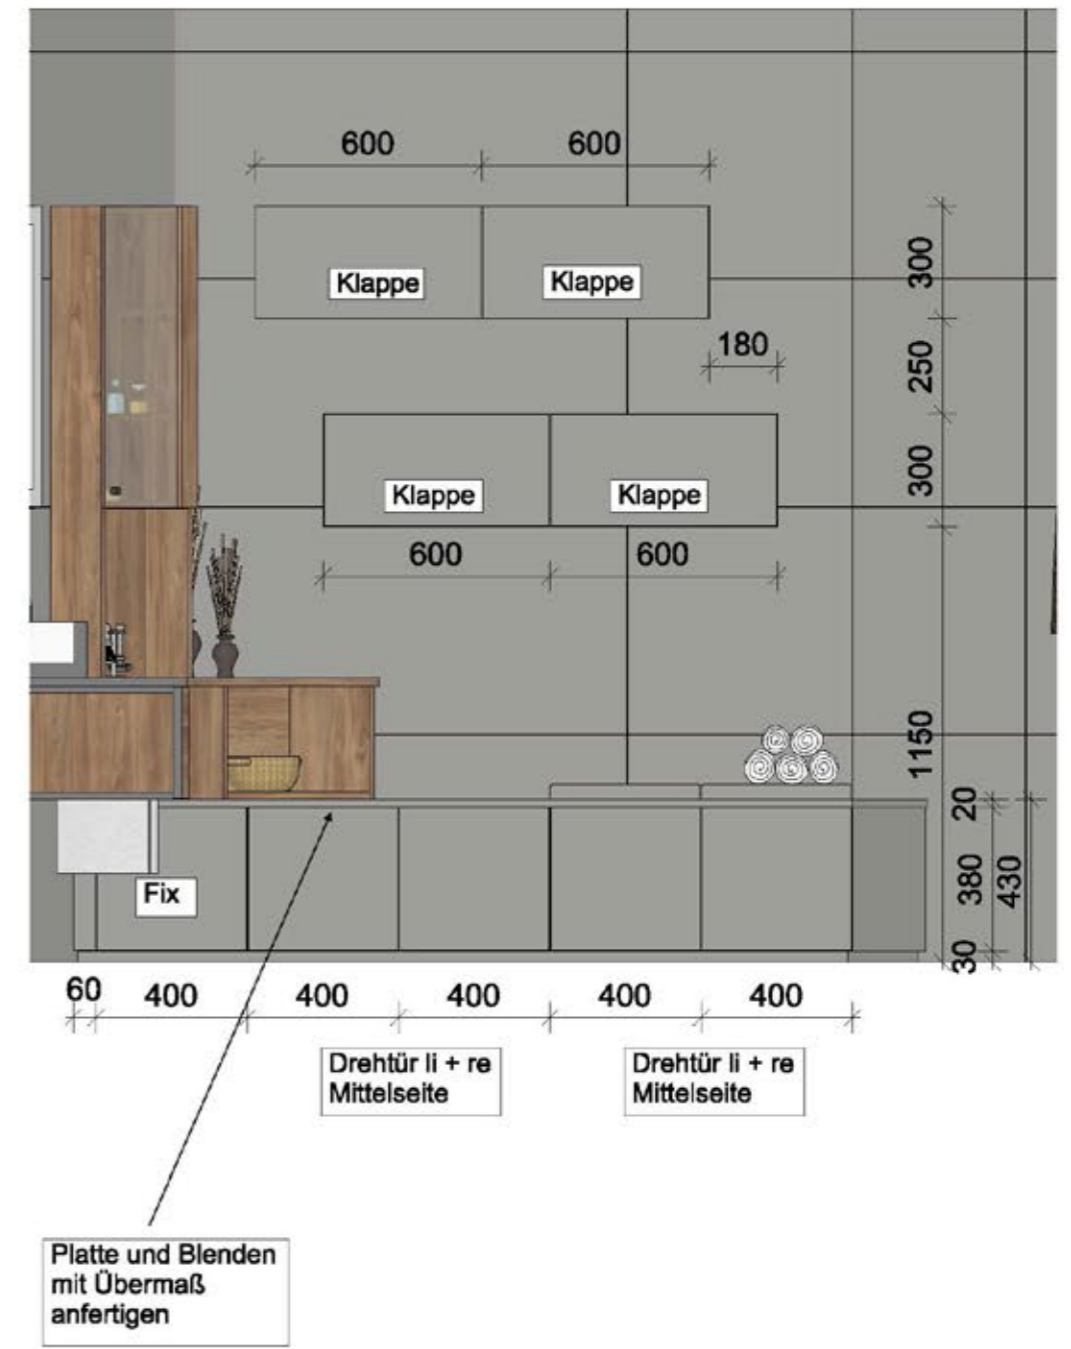 600
600
300
Klappe
Klappe
180
250
300
Klappe
Klappe
600
600
1150
20
Fix
380
430
30
60
400
400
400
400
400
Drehtür li + re
Mittelseite
Drehtür li + re
Mittelseite
Platte und Blenden
mit Übermaß
anfertigen